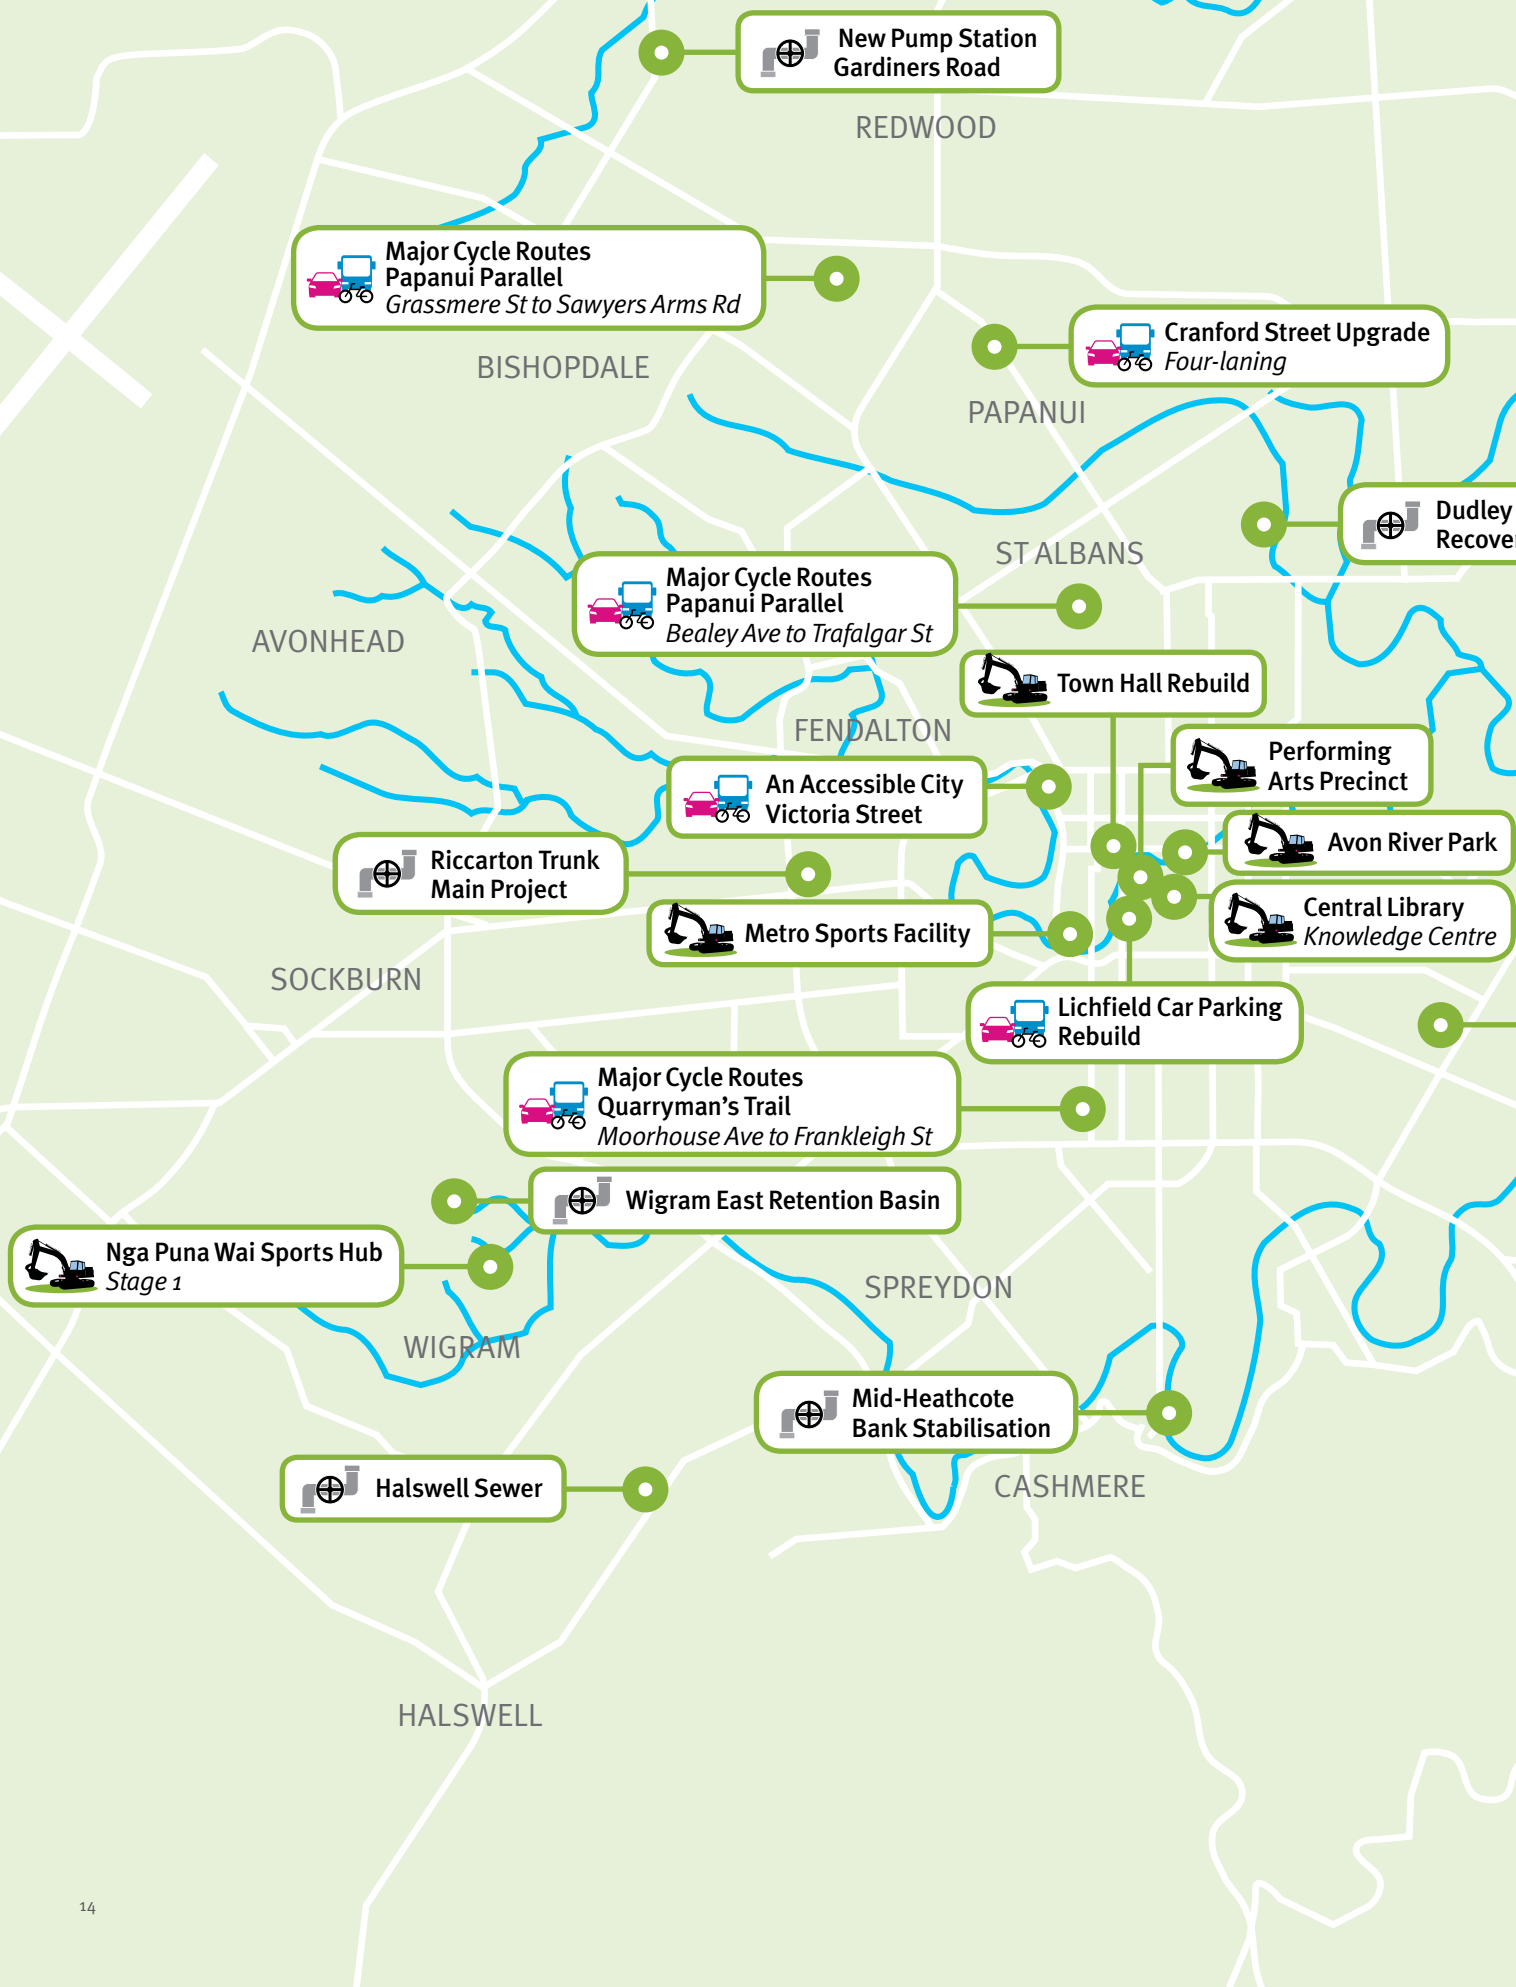 New Pump Station
Gardiners Road
REDWOOD
Major Cycle Routes
Papanui Parallel
Grassmere St to Sawyers Arms Rd
Cranford Street Upgrade
Four-laning
BISHOPDALE
PAPANUI
Dudley
ST ALBANS
Major Cycle Routes
Papanui Parallel
Bealey Ave to Trafalgar St
AVONHEAD
Town Hall Rebuild
FENDALTON
Performing
Arts Precinct
An Accessible City
Victoria Street
Avon River Park
Riccarton Trunk
Main Project
Central Library
Knowledge Centre
Metro Sports Facility
SOCKBURN
Lichfield Car Parking
Rebuild
Major Cycle Routes
Quarryman's Trail
Moorhouse Ave to Frankleigh St
Wigram East Retention Basin
Nga Puna Wai Sports Hub
Stage 1
SPREYDON
WIGRAM
Mid-Heathcote
Bank Stabilisation
Halswell Sewer
CASHMERE
HALSWELL
14